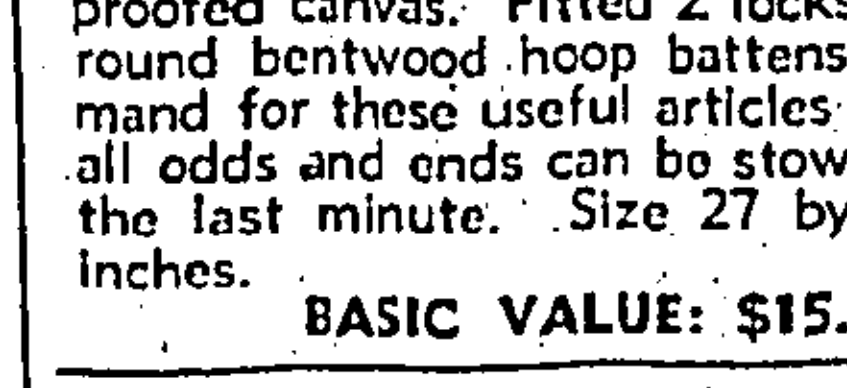 proofed canvas. Fitted 2 locks
round bentwood hoop battens
mand for these useful articles
all odds and ends can be stow
the last minute. Size 27 by
inches.
BASIC VALUE: $15.